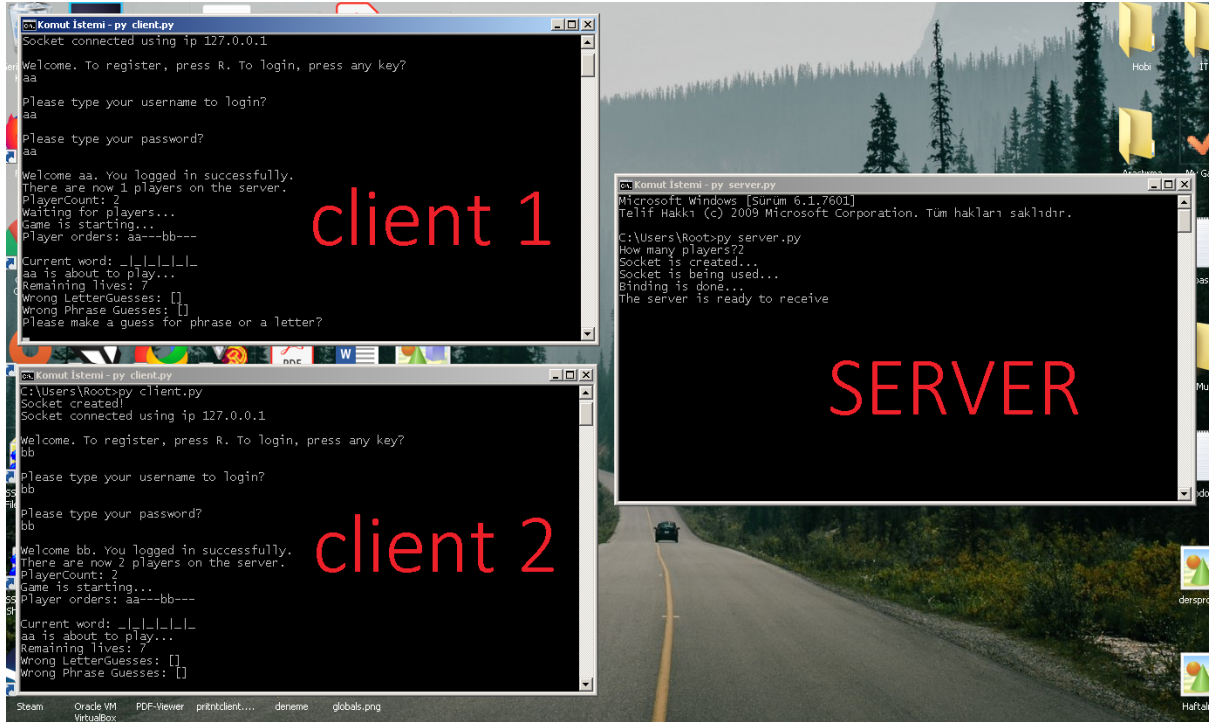 Komut İstemi - py client.py
Socket connected using ip 127.0.0.1
Welcome. To register, press R. To login, press any key?
aa
Please type your username to login?
aa
Please type your password?
aa
Welcome aa. You logged in successfully.
There are now 1 players on the server.
PlayerCount: 2
Waiting for players...
Game is starting...
Player orders: aa---bb---
Current word: _|_|_|_|_|_
aa is about to play...
Remaining lives: 7
Wrong LetterGuesses: []
Wrong Phrase Guesses: []
Please make a guess for phrase or a letter?
client 1
Komut İstemi - py client.py
C:\Users\Root>py client.py
Socket created!
Socket connected using ip 127.0.0.1
Welcome. To register, press R. To login, press any key?
bb
Please type your username to login?
bb
Please type your password?
bb
Welcome bb. You logged in successfully.
There are now 2 players on the server.
PlayerCount: 2
Game is starting...
Player orders: aa---bb---
Current word: _|_|_|_|_|_
aa is about to play...
Remaining lives: 7
Wrong LetterGuesses: []
Wrong Phrase Guesses: []
client 2
Komut İstemi - py server.py
Microsoft Windows [Sürüm 6.1.7601]
Telif Hakkı (c) 2009 Microsoft Corporation. Tüm hakları saklıdır.
C:\Users\Root>py server.py
How many players?2
Socket is created...
Socket is being used...
Binding is done...
The server is ready to receive
SERVER
Hobi
PDF
W
Steam
Oracle VM
VirtualBox
PDF-Viewer
pritntclient....
deneme
globals.png